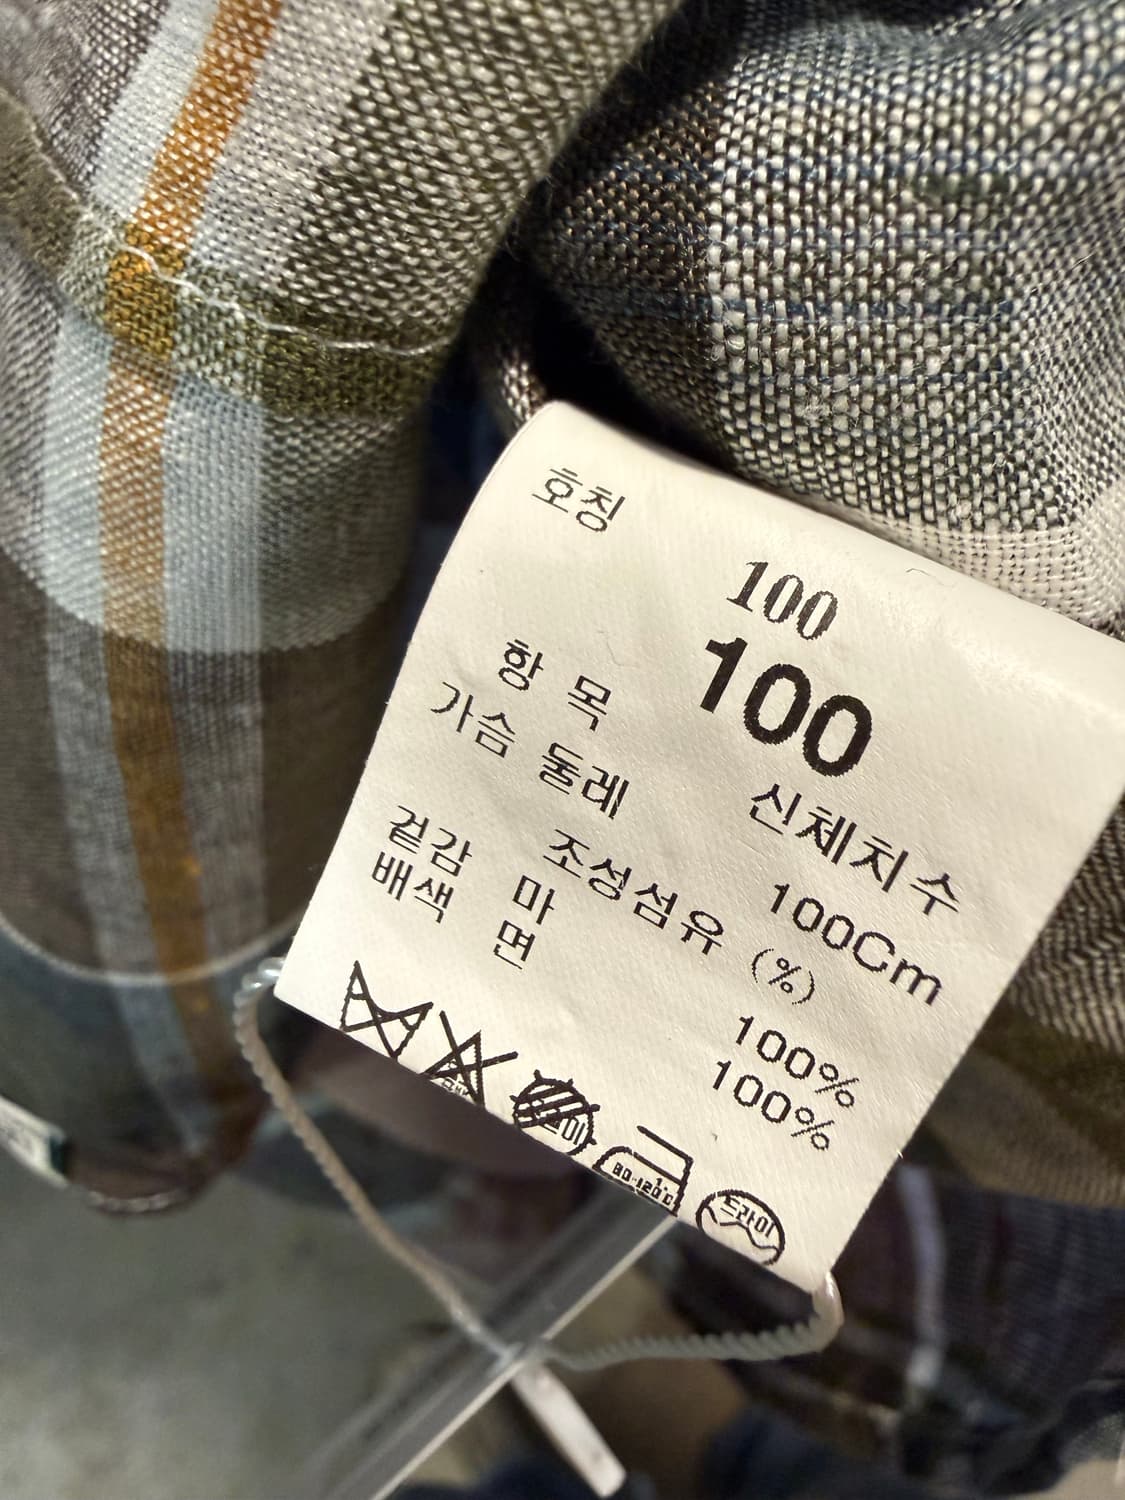 호칭
100
100
항 목 신체치수
가슴 둘레 100Cm
조성섬유 (%)
겉감 마 100%
배색 면 100%
80-120℃
드라이